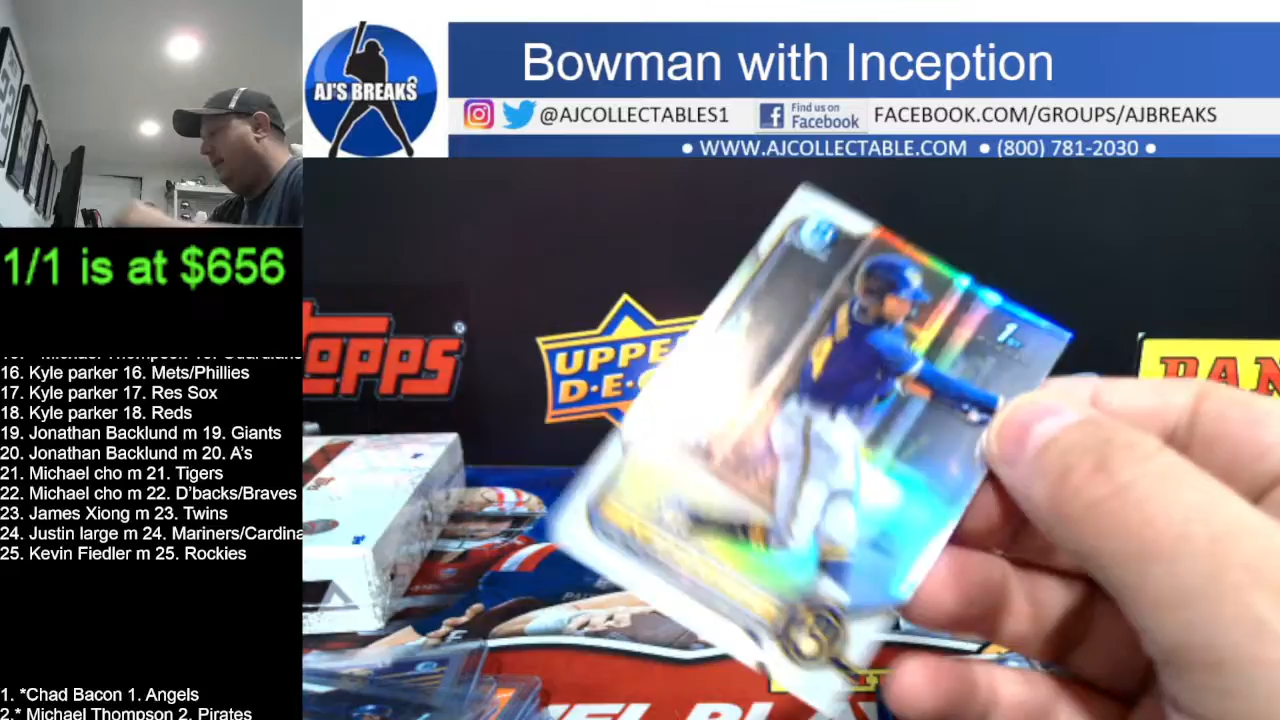 Bowman with Inception
AJ'S BREAKS
@AJCOLLECTABLES1
Find us on
Facebook
FACEBOOK.COM/GROUPS/AJBREAKS
• WWW.AJCOLLECTABLE.COM • (800) 781-2030 •
1/1 is at $656
16. Kyle parker 16. Mets/Phillies
17. Kyle parker 17. Res Sox
18. Kyle parker 18. Reds
19. Jonathan Backlund m 19. Giants
20. Jonathan Backlund m 20. A's
21. Michael cho m 21. Tigers
22. Michael cho m 22. D'backs/Braves
23. James Xiong m 23. Twins
24. Justin large m 24. Mariners/Cardina
25. Kevin Fiedler m 25. Rockies
1. *Chad Bacon 1. Angels
2.* Michael Thompson 2. Pirates
TOPPS
UPPE
D·E·C
PAN
1st